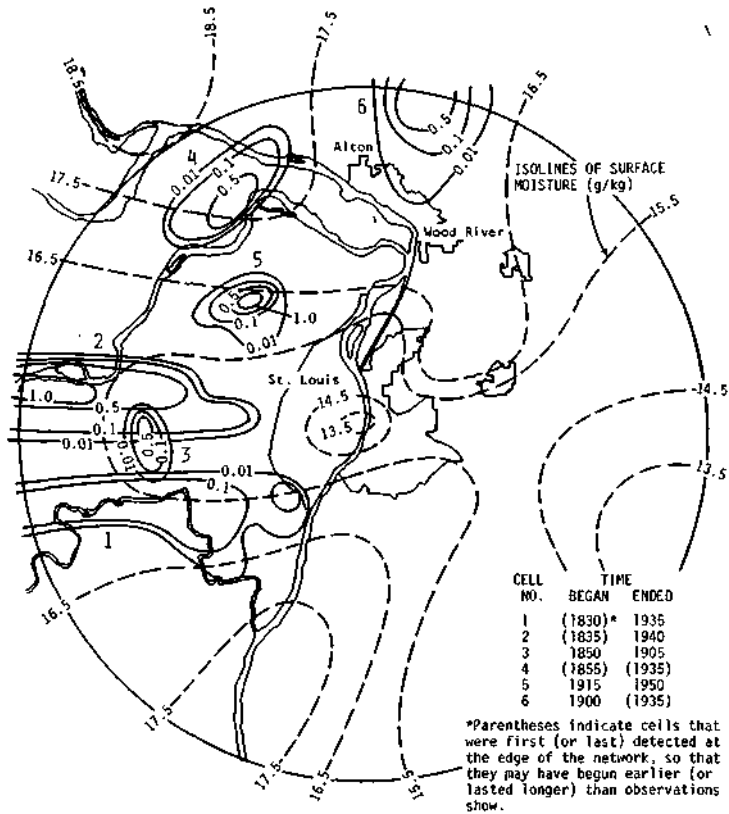 18.5
17.5
18.5
6
16.5
0.5
0.1
0.01
4
Alton
0.1
0.01
0.5
ISOLINES OF SURFACE
MOISTURE (g/kg)
17.5
15.5
Wood River
16.5
5
0.5
0.1
1.0
0.01
2
St. Louis
14.5
1.0
0.5
14.5
0.1
0.01
0.01
0.5
0.1
13.5
3
0.01
0.1
13.5
1
16.5
CELL TIME
NO. BEGAN ENDED
1 (1830)* 1935
2 (1835) 1940
3 1850 1905
4 (1855) (1935)
5 1915 1950
6 1900 (1935)
17.5
17.5
16.5
15.5
*Parentheses indicate cells that
were first (or last) detected at
the edge of the network, so that
they may have begun earlier (or
lasted longer) than observations
show.